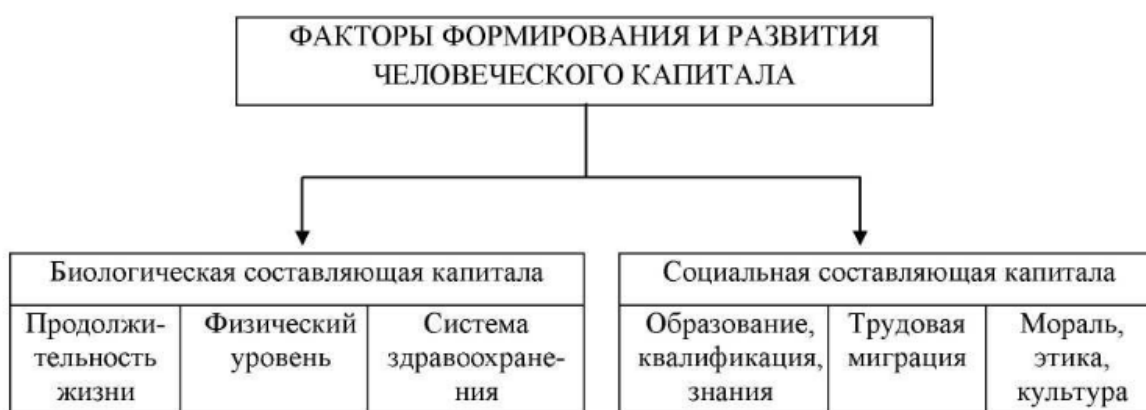 ФАКТОРЫ ФОРМИРОВАНИЯ И РАЗВИТИЯ
ЧЕЛОВЕЧЕСКОГО КАПИТАЛА
Биологическая составляющая капитала
Продолжи-
тельность
жизни
Физический
уровень
Система
здравоохране-
ния
Социальная составляющая капитала
Образование,
квалификация,
знания
Трудовая
миграция
Мораль,
этика,
культура